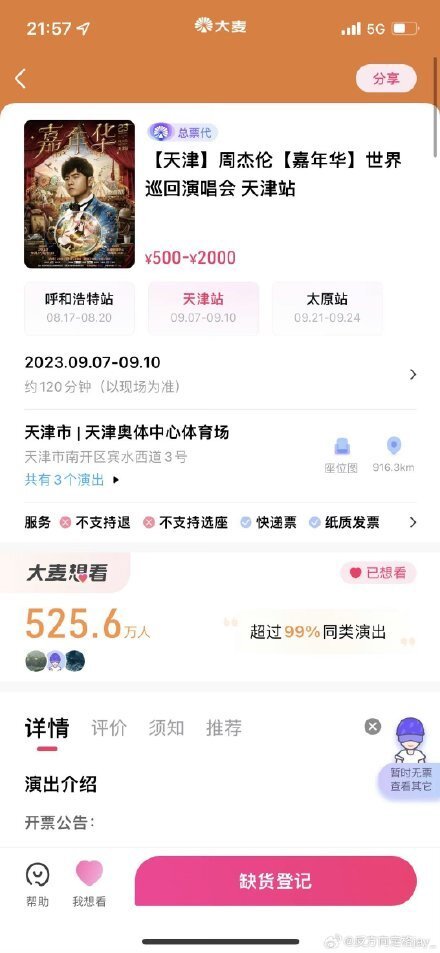 21:57
大麦
5G
分享
嘉年华
总票代
【天津】周杰伦【嘉年华】世界
巡回演唱会 天津站
¥500-¥2000
呼和浩特站
08.17-08.20
天津站
09.07-09.10
太原站
09.21-09.24
2023.09.07-09.10
约120分钟（以现场为准）
天津市 | 天津奥体中心体育场
天津市南开区宾水西道3号
共有3个演出
座位图
916.3km
服务 不支持退 不支持选座 快递票 纸质发票
大麦想看
已想看
525.6万人
超过99%同类演出
详情 评价 须知 推荐
暂时无票
查看其它
演出介绍
开票公告：
帮助
我想看
缺货登记